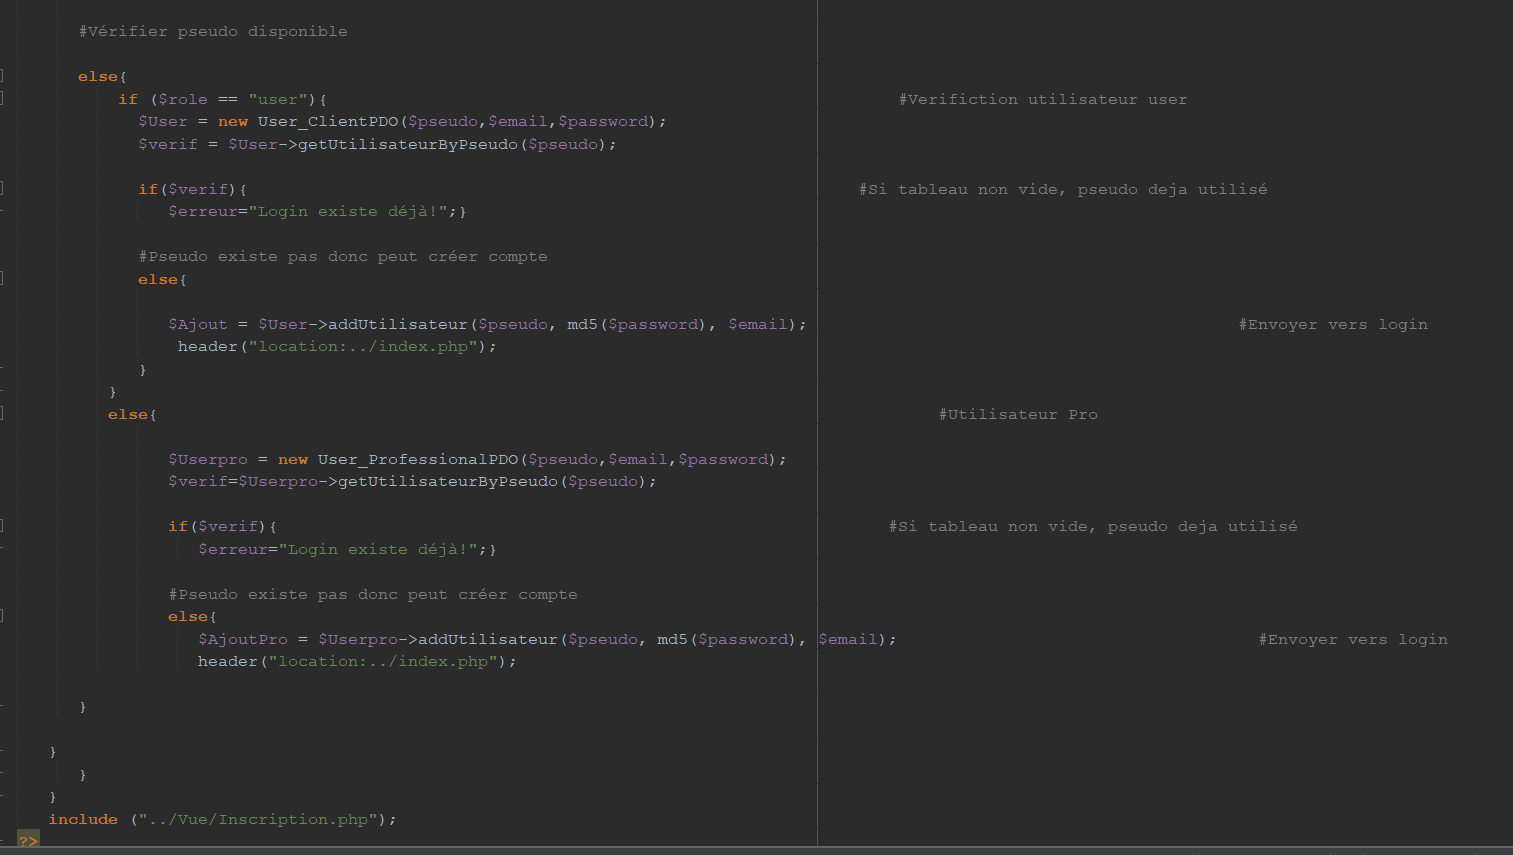 #Vérifier pseudo disponible
else{
if ($role == "user"){ #Verifiction utilisateur user
$User = new User_ClientPDO($pseudo,$email,$password);
$verif = $User->getUtilisateurByPseudo($pseudo);
if($verif){ #Si tableau non vide, pseudo deja utilisé
$erreur="Login existe déjà!";}
#Pseudo existe pas donc peut créer compte
else{
$Ajout = $User->addUtilisateur($pseudo, md5($password), $email); #Envoyer vers login
header("location:../index.php");
}
}
else{ #Utilisateur Pro
$Userpro = new User_ProfessionalPDO($pseudo,$email,$password);
$verif=$Userpro->getUtilisateurByPseudo($pseudo);
if($verif){ #Si tableau non vide, pseudo deja utilisé
$erreur="Login existe déjà!";}
#Pseudo existe pas donc peut créer compte
else{
$AjoutPro = $Userpro->addUtilisateur($pseudo, md5($password), $email); #Envoyer vers login
header("location:../index.php");
}
}
}
}
include ("../Vue/Inscription.php");
?>